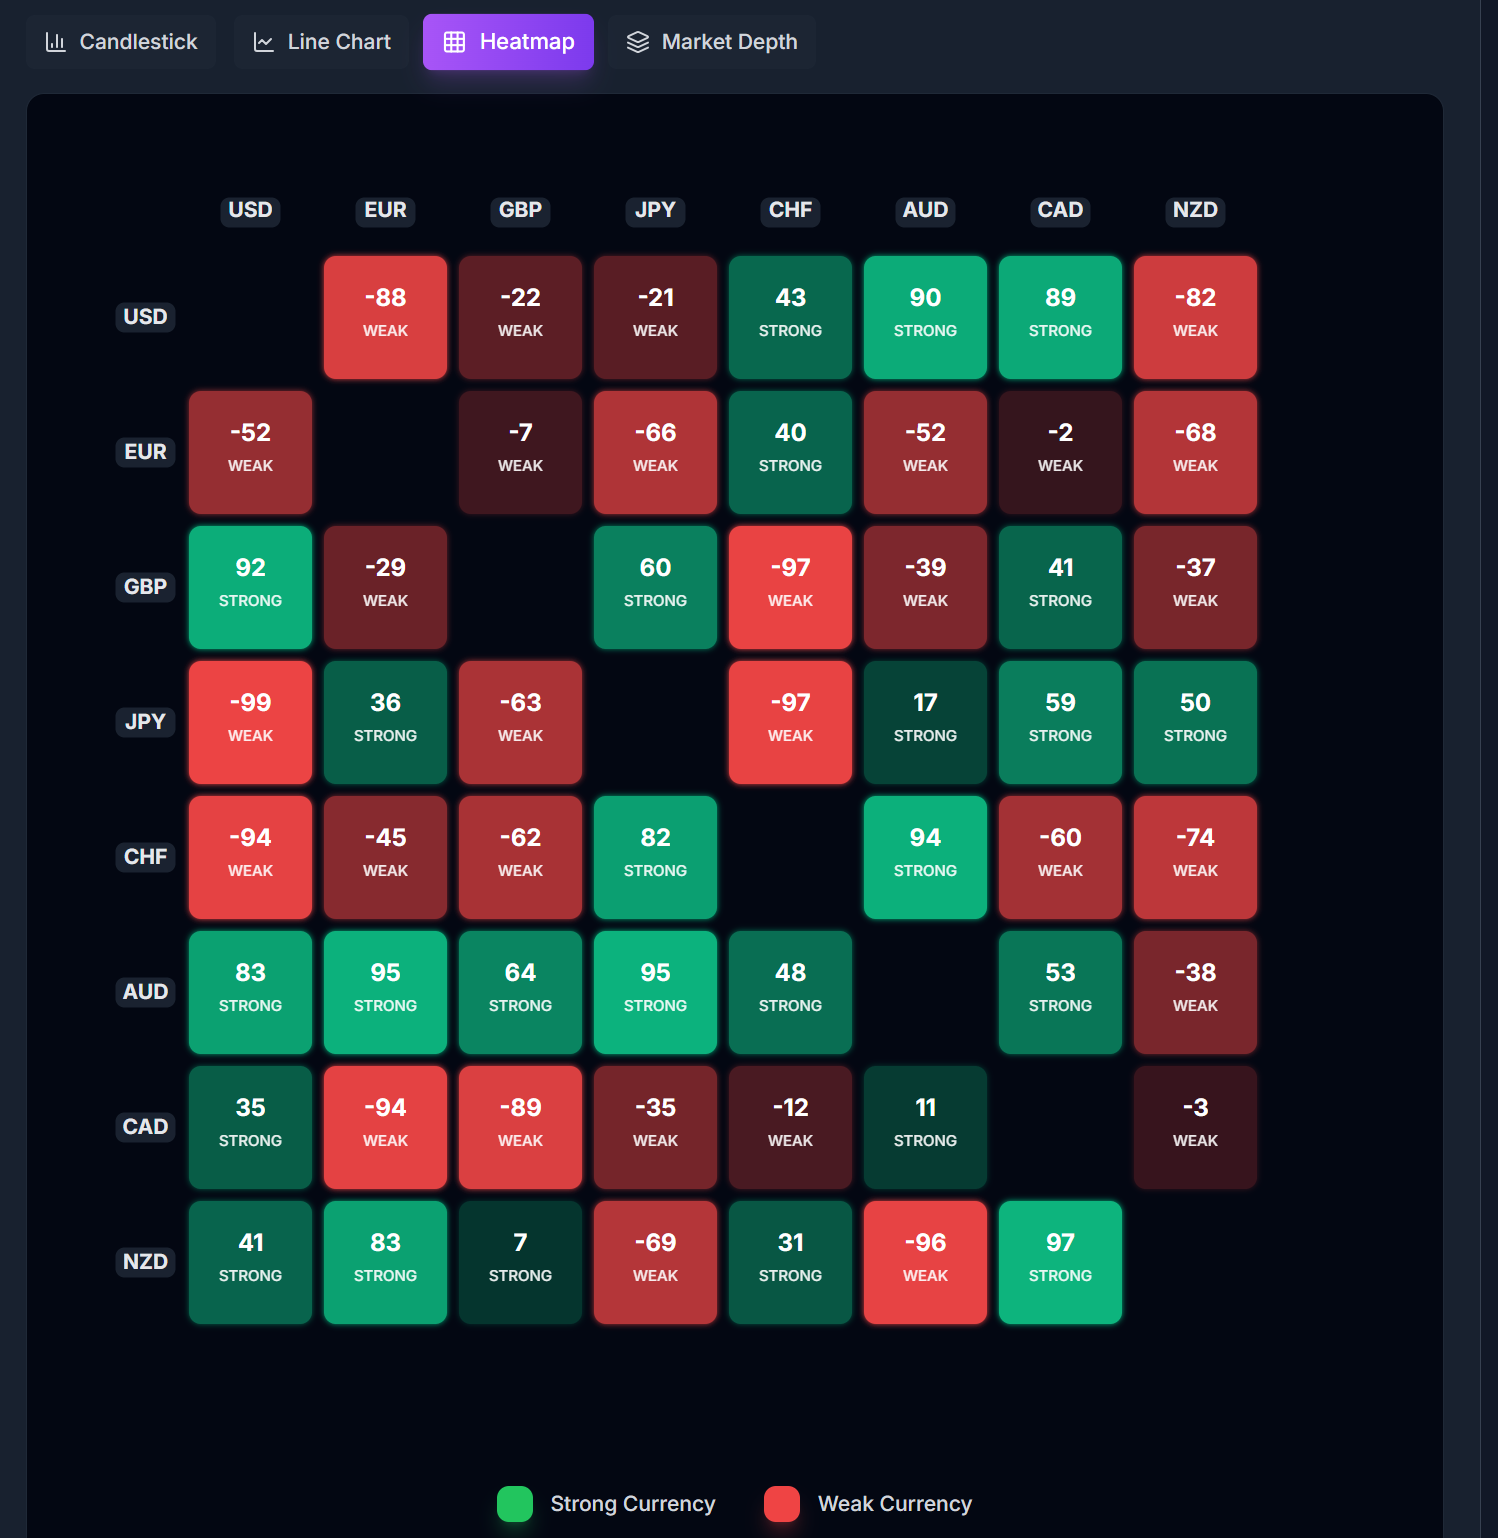 Candlestick Line Chart Heatmap Market Depth
USD EUR GBP JPY CHF AUD CAD NZD
USD -88 -22 -21 43 90 89 -82
WEAK WEAK WEAK STRONG STRONG STRONG WEAK
EUR -52 -7 -66 40 -52 -2 -68
WEAK WEAK WEAK STRONG WEAK WEAK WEAK
GBP 92 -29 60 -97 -39 41 -37
STRONG WEAK STRONG WEAK WEAK STRONG WEAK
JPY -99 36 -63 -97 17 59 50
WEAK STRONG WEAK WEAK STRONG STRONG STRONG
CHF -94 -45 -62 82 94 -60 -74
WEAK WEAK WEAK STRONG STRONG WEAK WEAK
AUD 83 95 64 95 48 53 -38
STRONG STRONG STRONG STRONG STRONG STRONG WEAK
CAD 35 -94 -89 -35 -12 11 -3
STRONG WEAK WEAK WEAK WEAK STRONG WEAK
NZD 41 83 7 -69 31 -96 97
STRONG STRONG STRONG WEAK STRONG WEAK STRONG
Strong Currency Weak Currency